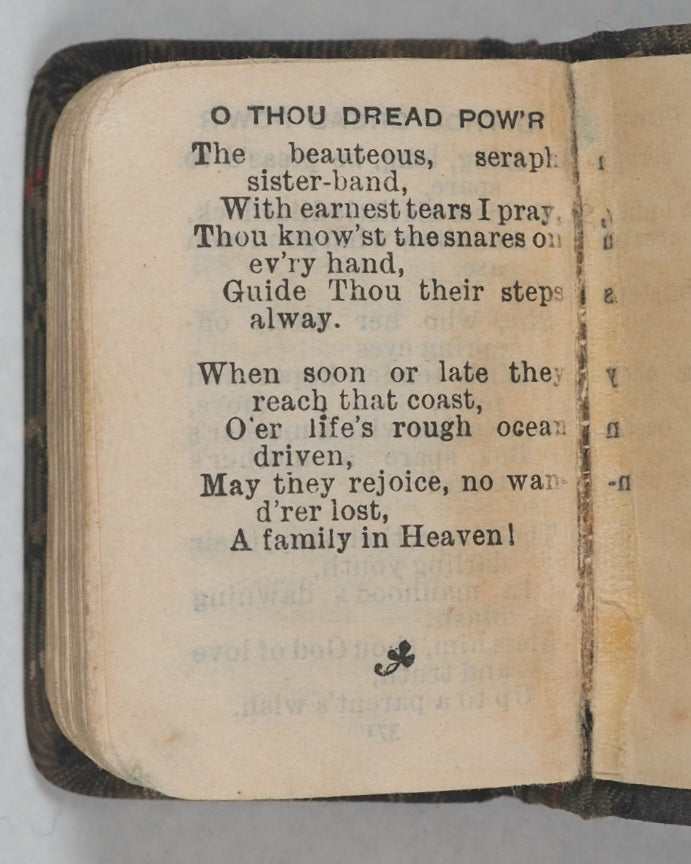 O THOU DREAD POW'R
The beauteous, seraph
sister-band,
With earnest tears I pray,
Thou know'st the snares on
ev'ry hand,
Guide Thou their steps
alway.
When soon or late they
reach that coast,
O'er life's rough ocean
driven,
May they rejoice, no wan-
d'rer lost,
A family in Heaven!